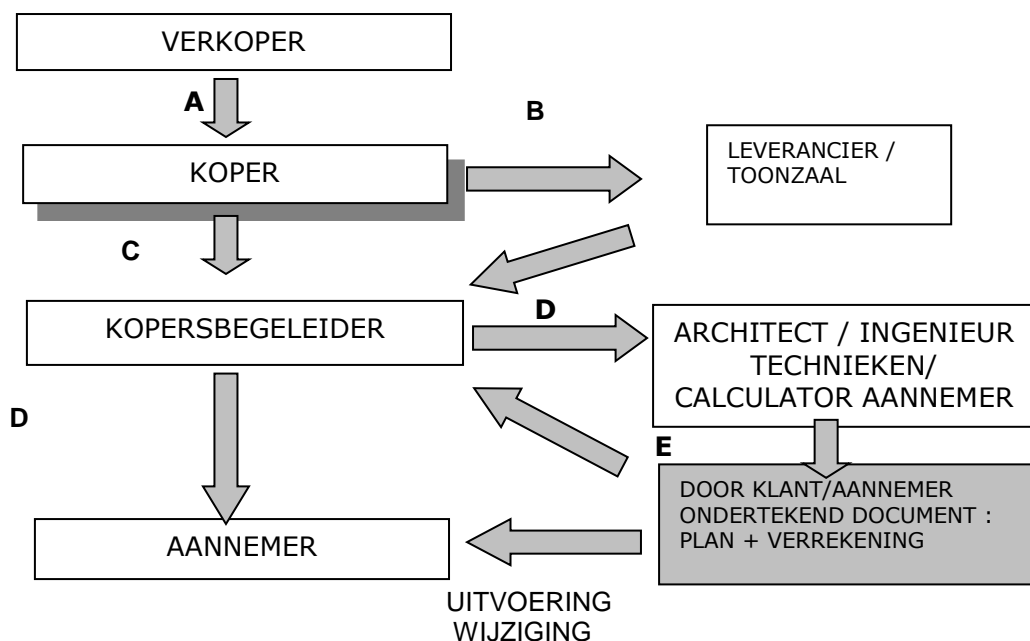 VERKOPER
A
B
KOPER
LEVERANCIER /
TOONZAAL
C
D
KOPERSBEGELEIDER
ARCHITECT / INGENIEUR
TECHNIEKEN/
CALCULATOR AANNEMER
D
E
DOOR KLANT/AANNEMER
ONDERTEKEND DOCUMENT :
PLAN + VERREKENING
AANNEMER
UITVOERING
WIJZIGING